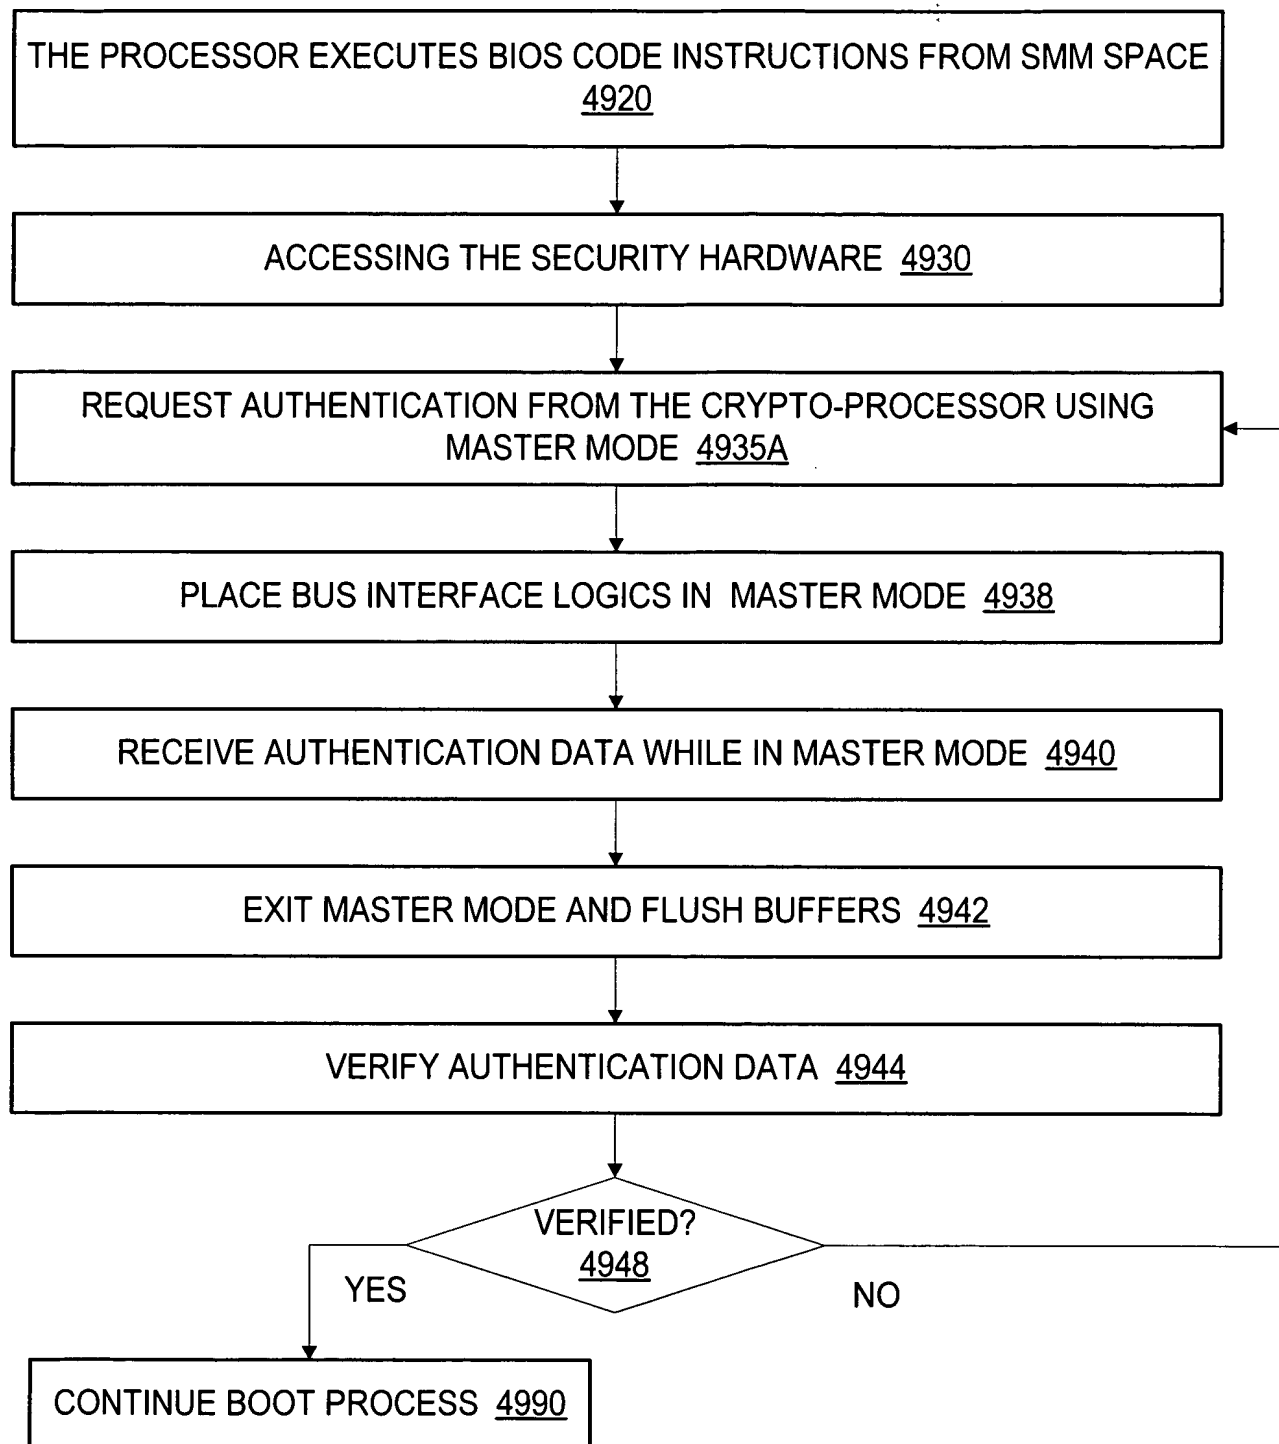 THE PROCESSOR EXECUTES BIOS CODE INSTRUCTIONS FROM SMM SPACE
4920
ACCESSING THE SECURITY HARDWARE 4930
REQUEST AUTHENTICATION FROM THE CRYPTO-PROCESSOR USING
MASTER MODE 4935A
PLACE BUS INTERFACE LOGICS IN MASTER MODE 4938
RECEIVE AUTHENTICATION DATA WHILE IN MASTER MODE 4940
EXIT MASTER MODE AND FLUSH BUFFERS 4942
VERIFY AUTHENTICATION DATA 4944
VERIFIED?
4948
YES
NO
CONTINUE BOOT PROCESS 4990